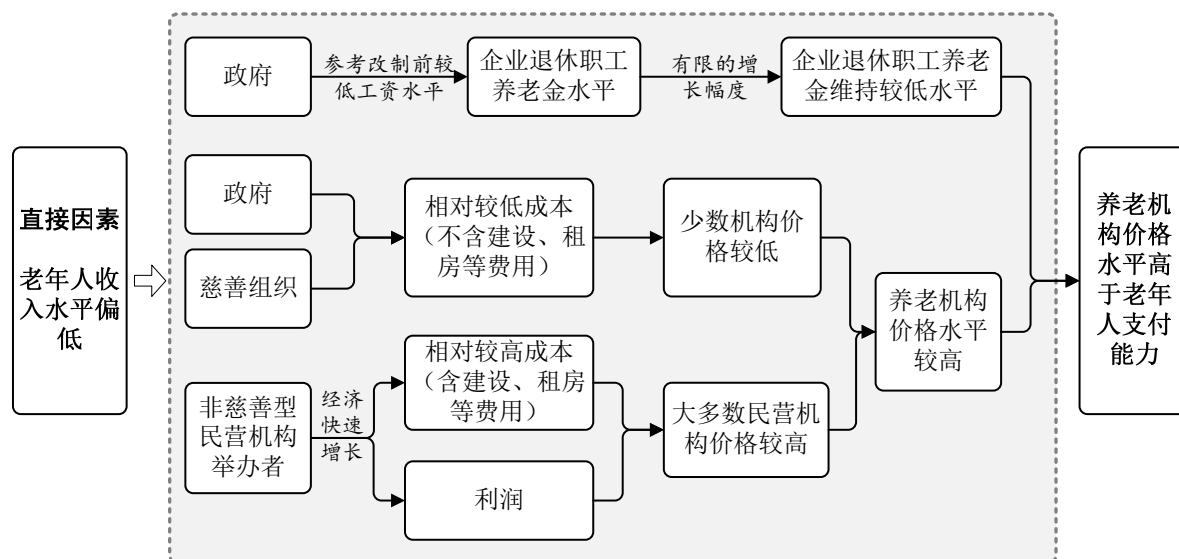 直接因素
老年人收
入水平偏
低
政府
参考改制前较
低工资水平
企业退休职工
养老金水平
有限的增
长幅度
企业退休职工养老
金维持较低水平
政府
慈善组织
相对较低成本
（不含建设、租
房等费用）
少数机构价
格较低
非慈善型
民营机构
举办者
经济
快速
增长
相对较高成本
（含建设、租房
等费用）
利润
大多数民营机
构价格较高
养老机构
价格水平
较高
养老机
构价格
水平高
于老年
人支付
能力